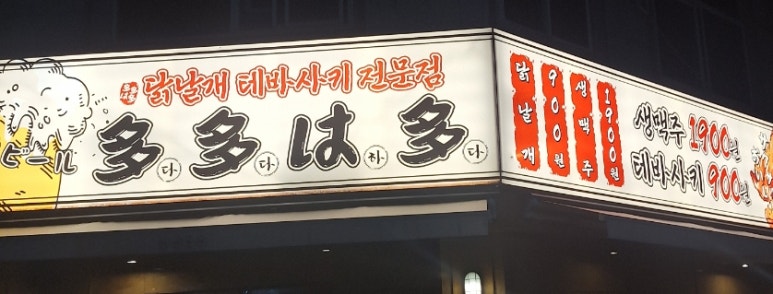 닭날개 테바사키 전문점
ビール
多다 多다 は하 多다
닭날개
900원
생맥주
1900원
생맥주 1900원
테바사키 900원